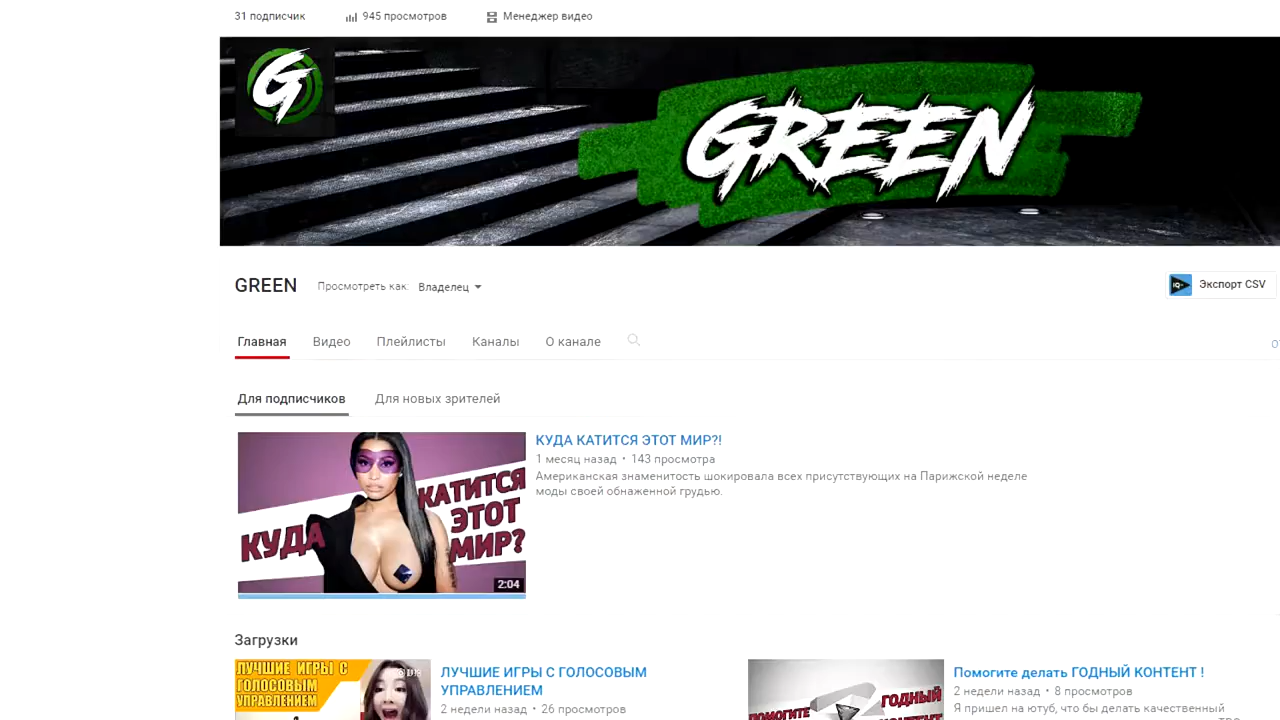 31 подписчик
945 просмотров
Менеджер видео
G
GREEN
GREEN
Просмотреть как:
Владелец
IQ
Экспорт CSV
Главная
Видео
Плейлисты
Каналы
О канале
Для подписчиков
Для новых зрителей
КУДА
КАТИТСЯ
ЭТОТ
МИР?
2:04
КУДА КАТИТСЯ ЭТОТ МИР?!
1 месяц назад • 143 просмотра
Американская знаменитость шокировала всех присутствующих на Парижской неделе
моды своей обнаженной грудью.
Загрузки
ЛУЧШИЕ ИГРЫ С
ГОЛОСОВЫМ
УПРАВЛЕНИЕМ
ЛУЧШИЕ ИГРЫ С ГОЛОСОВЫМ
УПРАВЛЕНИЕМ
2 недели назад • 26 просмотров
ПОМОГИТЕ
ГОДНЫЙ
КОНТЕНТ
Помогите делать ГОДНЫЙ КОНТЕНТ !
2 недели назад • 8 просмотров
Я пришел на ютуб, что бы делать качественный